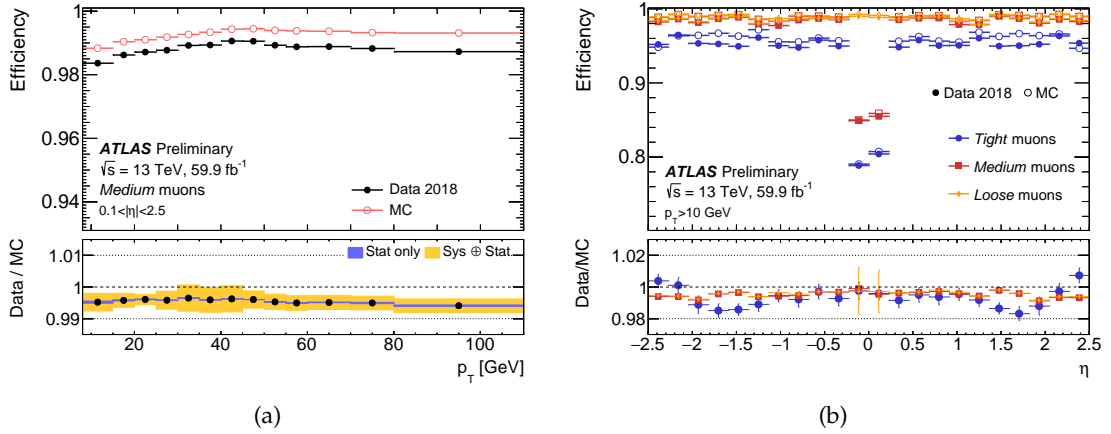 Efficiency
1
0.98
0.96
0.94
ATLAS Preliminary
√s = 13 TeV, 59.9 fb⁻¹
Medium muons
0.1<|η|<2.5
Data 2018
MC
Data / MC
1.01
1
0.99
Stat only
Sys ⊕ Stat
20 40 60 80 100
p_T [GeV]
(a)
Efficiency
1.1
1
0.9
0.8
Data 2018 MC
Tight muons
Medium muons
Loose muons
ATLAS Preliminary
√s = 13 TeV, 59.9 fb⁻¹
p_T>10 GeV
Data/MC
1.02
1
0.98
−2.5 −2 −1.5 −1 −0.5 0 0.5 1 1.5 2 2.5
η
(b)